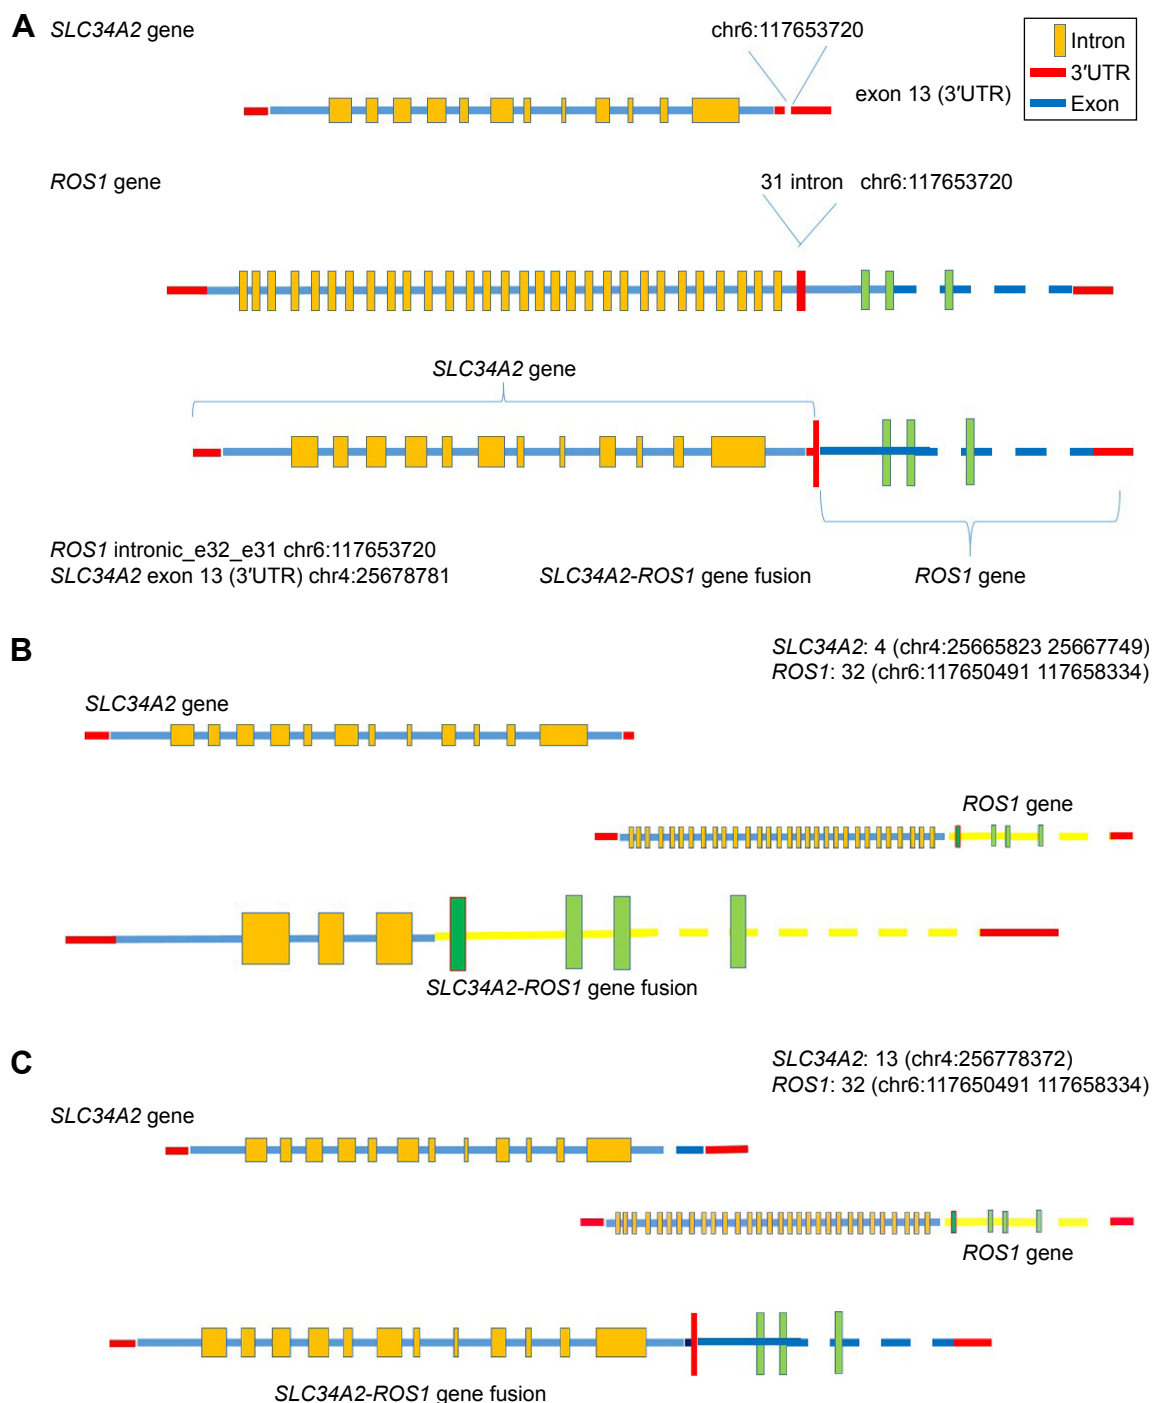 A SLC34A2 gene
chr6:117653720
exon 13 (3′UTR)
Intron
3′UTR
Exon
ROS1 gene
31 intron chr6:117653720
SLC34A2 gene
ROS1 intronic_e32_e31 chr6:117653720
SLC34A2 exon 13 (3′UTR) chr4:25678781
SLC34A2-ROS1 gene fusion
ROS1 gene
B
SLC34A2: 4 (chr4:25665823 25667749)
ROS1: 32 (chr6:117650491 117658334)
SLC34A2 gene
ROS1 gene
SLC34A2-ROS1 gene fusion
C
SLC34A2: 13 (chr4:256778372)
ROS1: 32 (chr6:117650491 117658334)
SLC34A2 gene
ROS1 gene
SLC34A2-ROS1 gene fusion